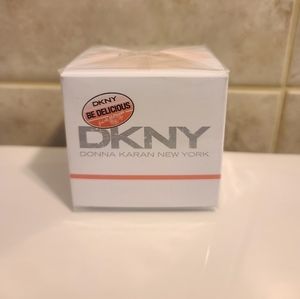 DKNY
BE DELICIOUS
DKNY
DONNA KARAN NEW YORK